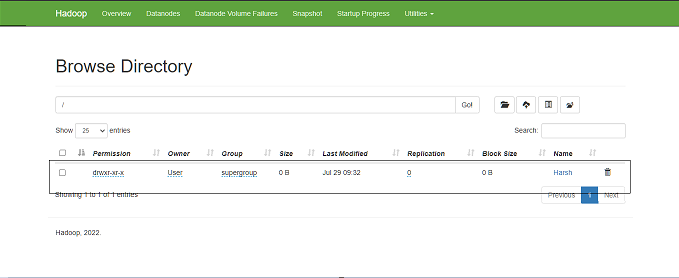 Hadoop Overview Datanodes Datanode Volume Failures Snapshot Startup Progress Utilities
Browse Directory
/ Go!
Show 25 entries Search:
Permission Owner Group Size Last Modified Replication Block Size Name
drwxr-xr-x User supergroup 0 B Jul 29 09:32 0 0 B Harsh
Showing 1 to 1 of 1 entries Previous 1 Next
Hadoop, 2022.